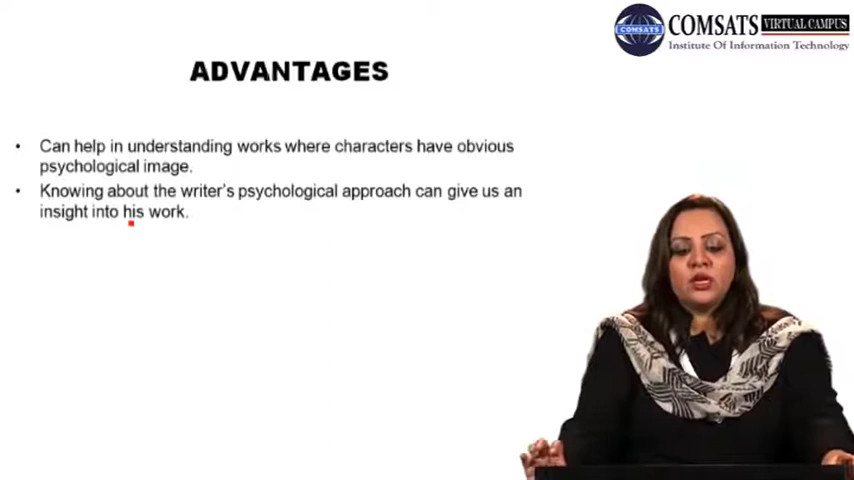 COMSATS VIRTUAL CAMPUS
COMSATS
Institute Of Information Technology
ADVANTAGES
• Can help in understanding works where characters have obvious
psychological image.
• Knowing about the writer's psychological approach can give us an
insight into his work.